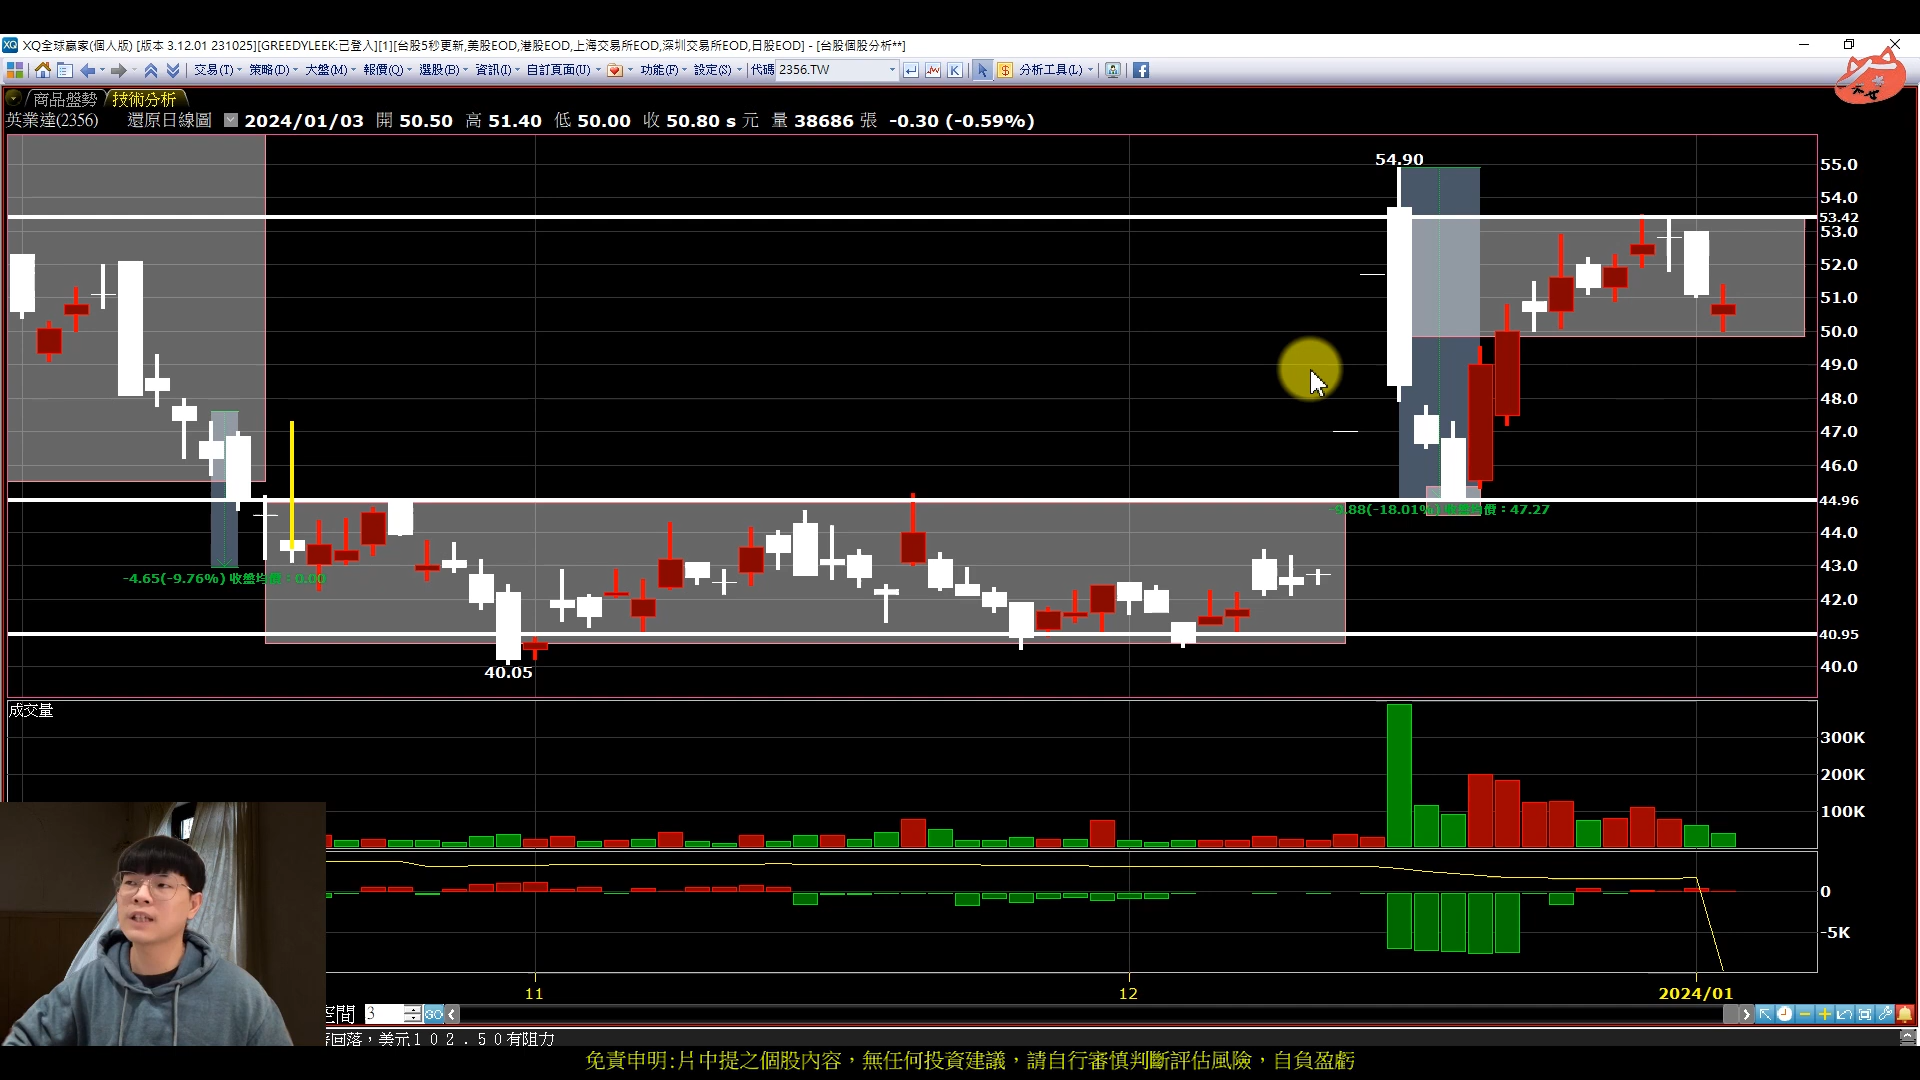 XQ全球贏家(個人版) [版本 3.12.01 231025][GREEDYLEEK:已登入][1][台股5秒更新,美股EOD,港股EOD,上海交易所EOD,深圳交易所EOD,日股EOD] - [台股個股分析**]
交易(T) 策略(D) 大盤(M) 報價(Q) 選股(B) 資訊(I) 自訂頁面(U) 功能(F) 設定(S) 代碼 2356.TW K $ 分析工具(L)
商品盤勢 技術分析
英業達(2356) 還原日線圖 2024/01/03 開 50.50 高 51.40 低 50.00 收 50.80 s 元 量 38686 張 -0.30 (-0.59%)
54.90
55.0
54.0
53.42
53.0
52.0
51.0
50.0
49.0
48.0
47.0
46.0
44.96
-9.88(-18.01%) 收盤均價:47.27
44.0
43.0
-4.65(-9.76%) 收盤均價:0.00
42.0
40.95
40.0
40.05
成交量
300K
200K
100K
0
-5K
11
12
2024/01
空間 3 GO
回落，美元102.50有阻力
免責申明:片中提之個股內容，無任何投資建議，請自行審慎判斷評估風險，自負盈虧